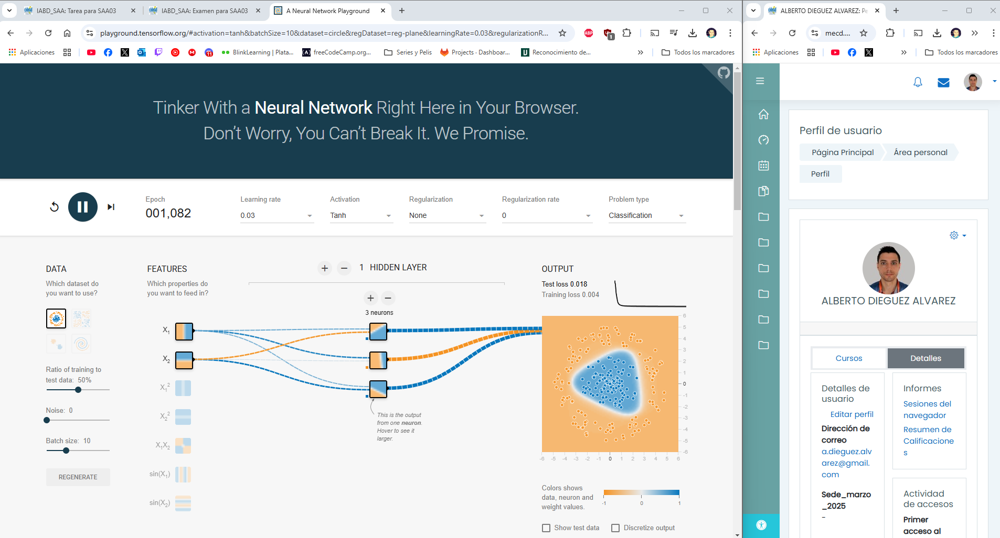 IABD_SAA: Tarea para SAA03
IABD_SAA: Examen para SAA03
A Neural Network Playground
playground.tensorflow.org/#activation=tanh&batchSize=10&dataset=circle&regDataset=reg-plane&learningRate=0.03&regularizationR...
ABP
1
Aplicaciones
11
BlinkLearning | Plata...
freeCodeCamp.org...
Series y Pelis
Projects · Dashboar...
Reconocimiento de...
Todos los marcadores
Tinker With a Neural Network Right Here in Your Browser.
Don't Worry, You Can't Break It. We Promise.
Epoch
001,082
Learning rate
0.03
Activation
Tanh
Regularization
None
Regularization rate
0
Problem type
Classification
DATA
Which dataset do
you want to use?
Ratio of training to
test data: 50%
Noise: 0
Batch size: 10
REGENERATE
FEATURES
Which properties do
you want to feed in?
X1
X2
X1²
X2²
X1X2
sin(X1)
sin(X2)
+ − 1 HIDDEN LAYER
+ −
3 neurons
This is the output
from one neuron.
Hover to see it
larger.
OUTPUT
Test loss 0.018
Training loss 0.004
6
5
4
3
2
1
0
-1
-2
-3
-4
-5
-6
-6 -5 -4 -3 -2 -1 0 1 2 3 4 5 6
Colors shows
data, neuron and
weight values.
-1 0 1
Show test data
Discretize output
ALBERTO DIEGUEZ ALVAREZ: Pe
mecd....
Aplicaciones
Todos los marcadores
Perfil de usuario
Página Principal
Área personal
Perfil
ALBERTO DIEGUEZ ALVAREZ
Cursos
Detalles
Detalles de
usuario
Editar perfil
Dirección de
correo
a.dieguez.alv
arez@gmail.
com
Sede_marzo
_2025
-
Informes
Sesiones del
navegador
Resumen de
Calificacione
s
Actividad
de accesos
Primer
acceso al